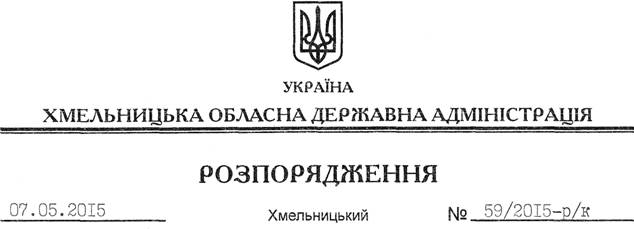 УКРАЇНА
ХМЕЛЬНИЦЬКА ОБЛАСНА ДЕРЖАВНА АДМІНІСТРАЦІЯ
РОЗПОРЯДЖЕННЯ
07.05.2015 Хмельницький № 59/2015-р/к